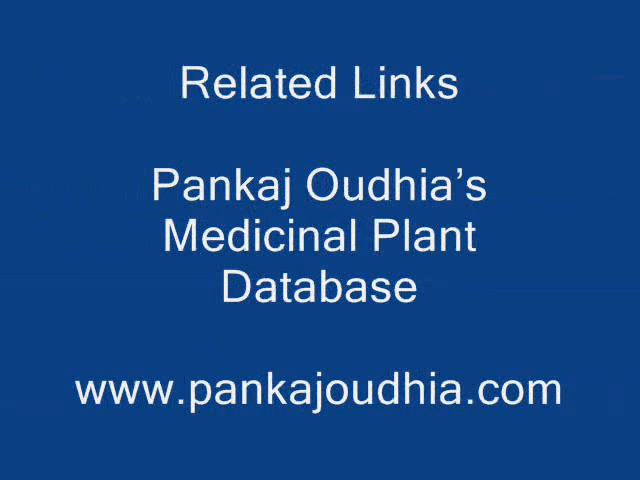 Related Links
Pankaj Oudhia’s
Medicinal Plant
Database
www.pankajoudhia.com